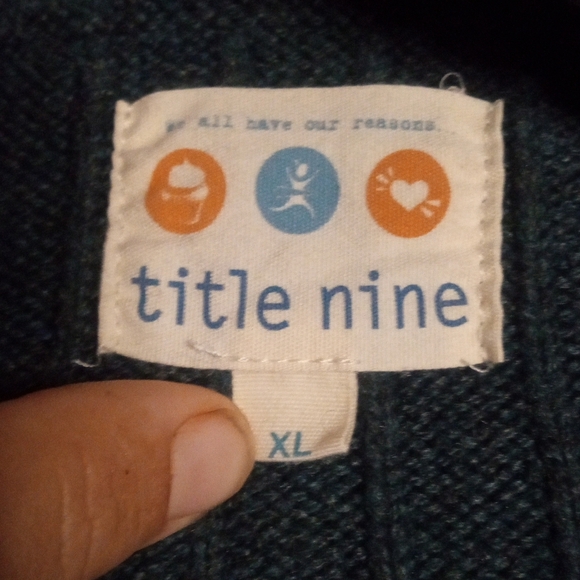 we all have our reasons...
title nine
XL